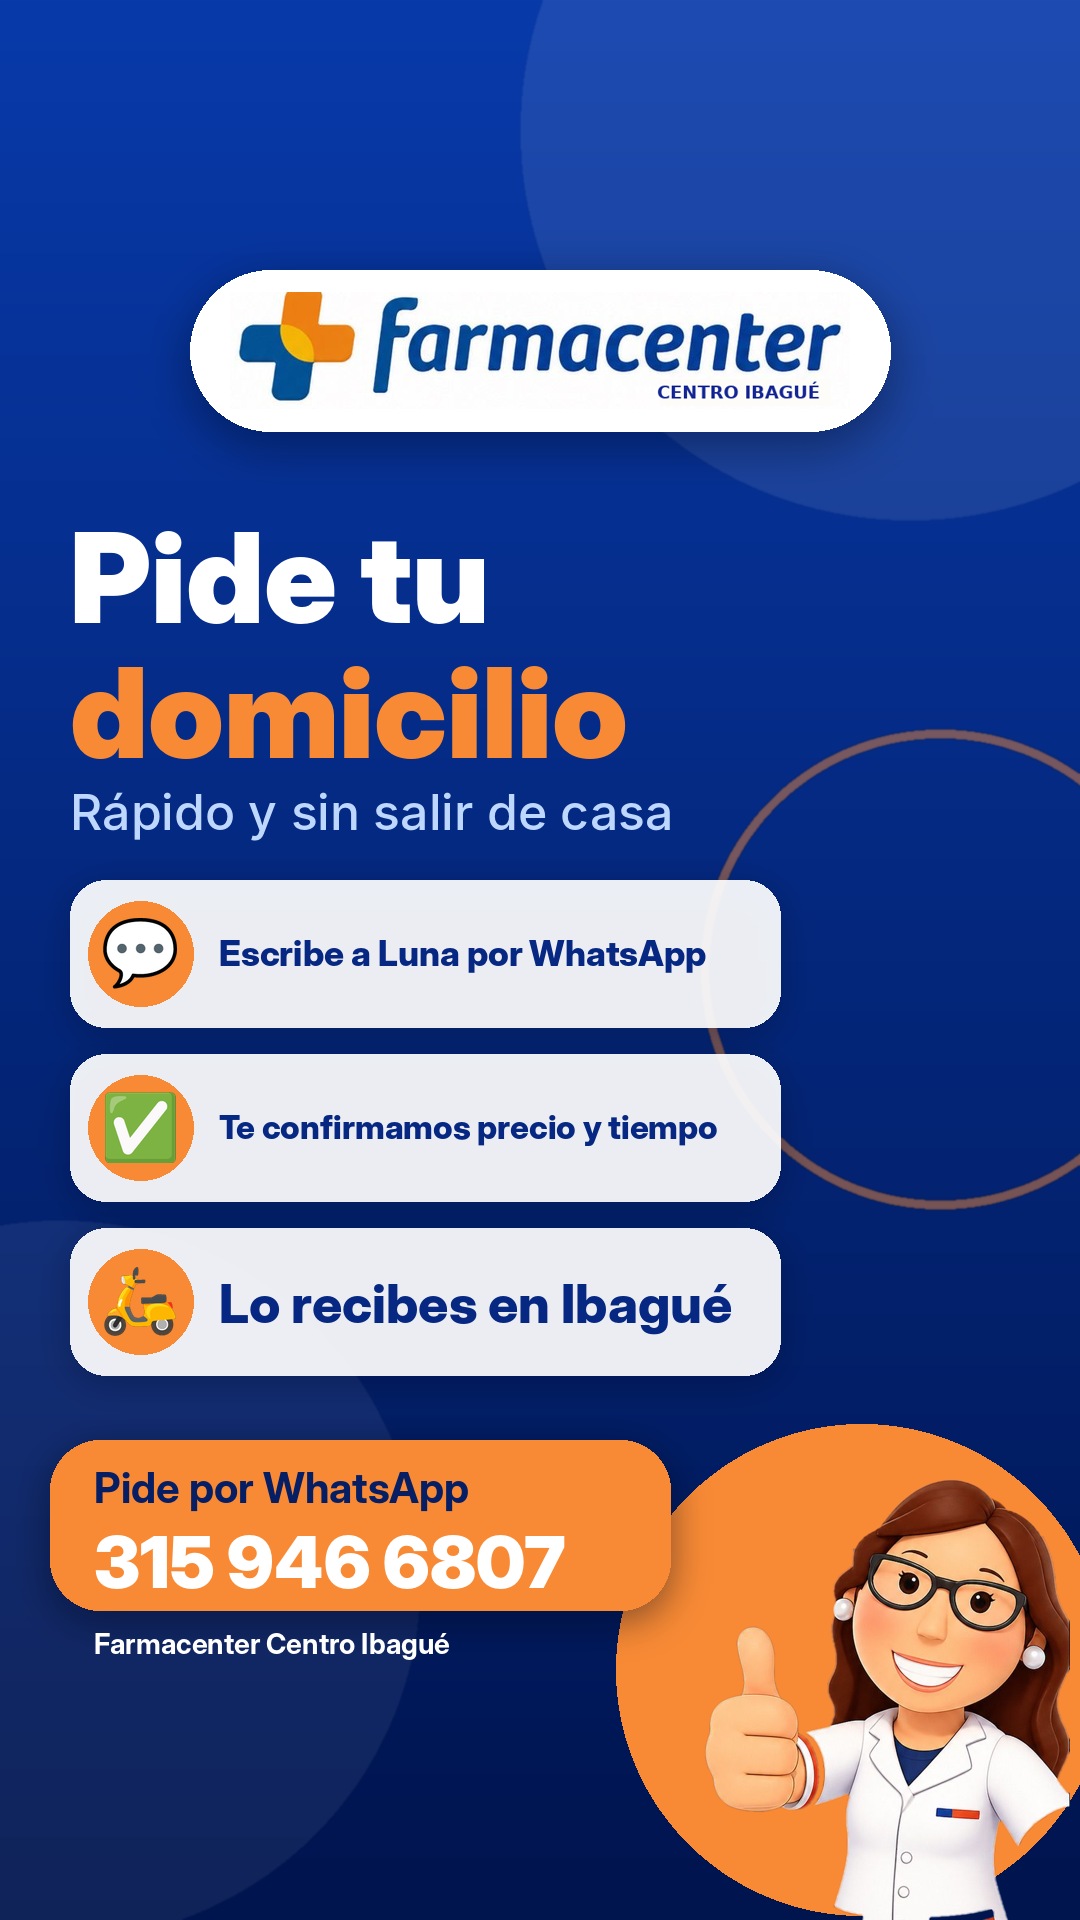 farmacenter
CENTRO IBAGUÉ
Pide tu
domicilio
Rápido y sin salir de casa
Escribe a Luna por WhatsApp
Te confirmamos precio y tiempo
Lo recibes en Ibagué
Pide por WhatsApp
315 946 6807
Farmacenter Centro Ibagué